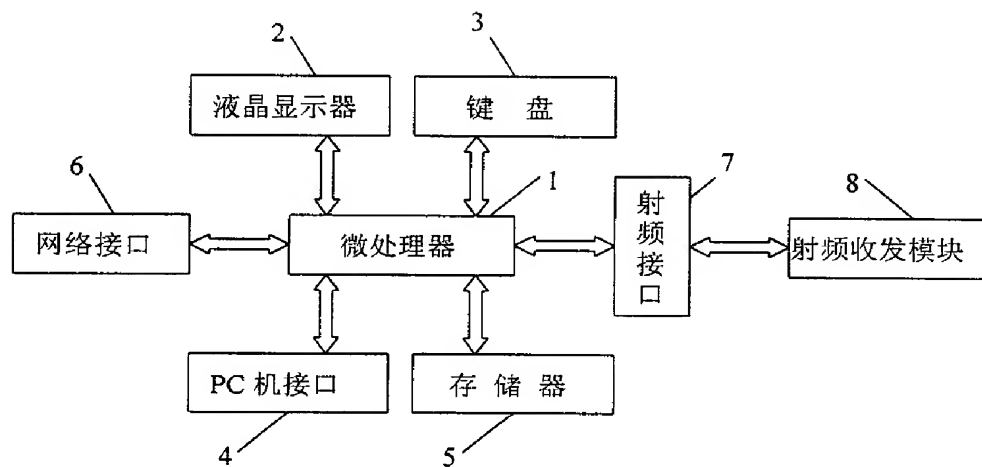 2
3
液晶显示器
键 盘
6
1
7
8
网络接口
微处理器
射频接口
射频收发模块
PC 机接口
存 储 器
4
5